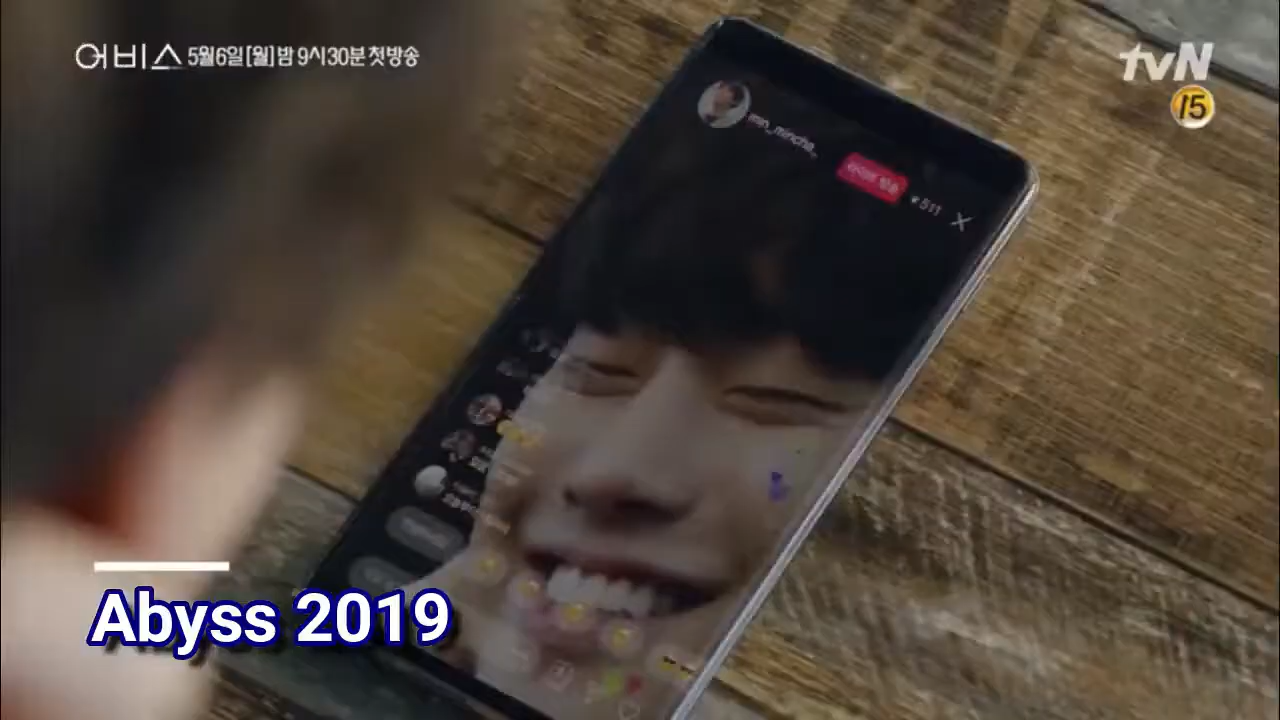 어비스 5월6일[월]밤 9시30분 첫방송
tvN
15
min_mincha_
라이브 방송
511
Abyss 2019